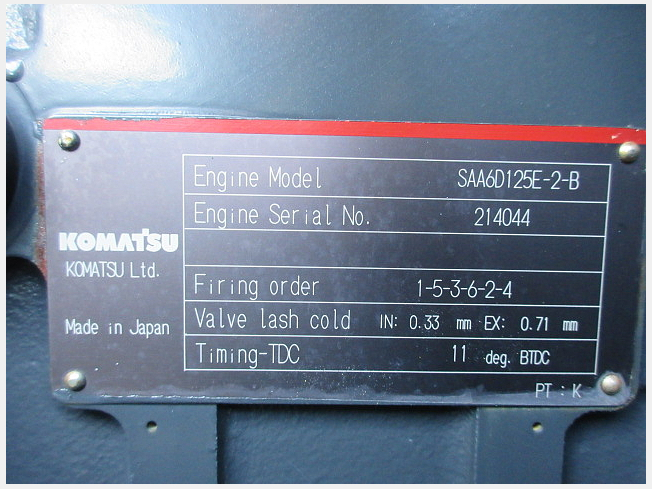 Engine Model SAA6D125E-2-B
Engine Serial No. 214044
KOMATSU
KOMATSU Ltd.
Firing order 1-5-3-6-2-4
Valve lash cold IN: 0.33 mm EX: 0.71 mm
Made in Japan
Timing-TDC 11 deg. BTDC
PT : K